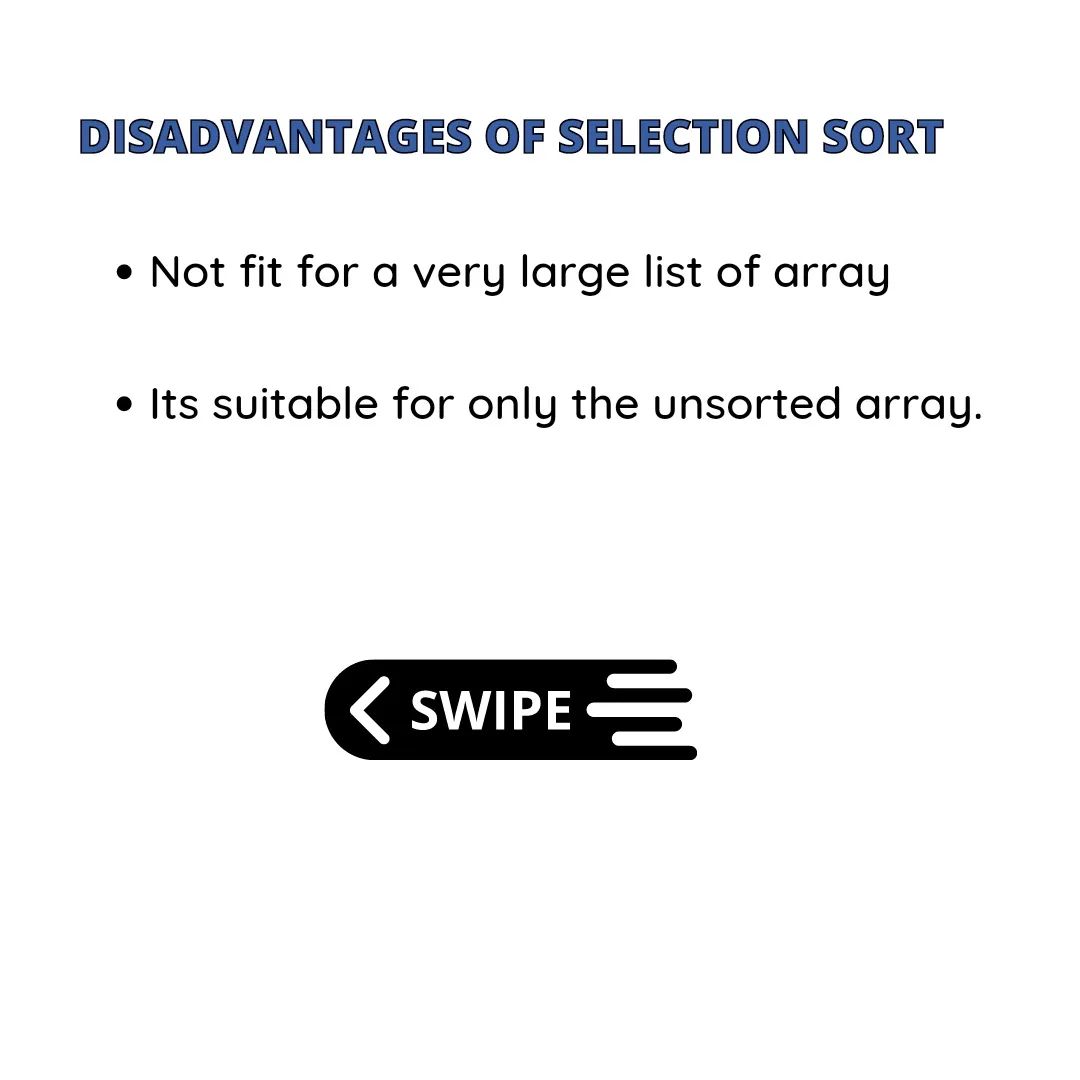 DISADVANTAGES OF SELECTION SORT
• Not fit for a very large list of array
• Its suitable for only the unsorted array.
SWIPE